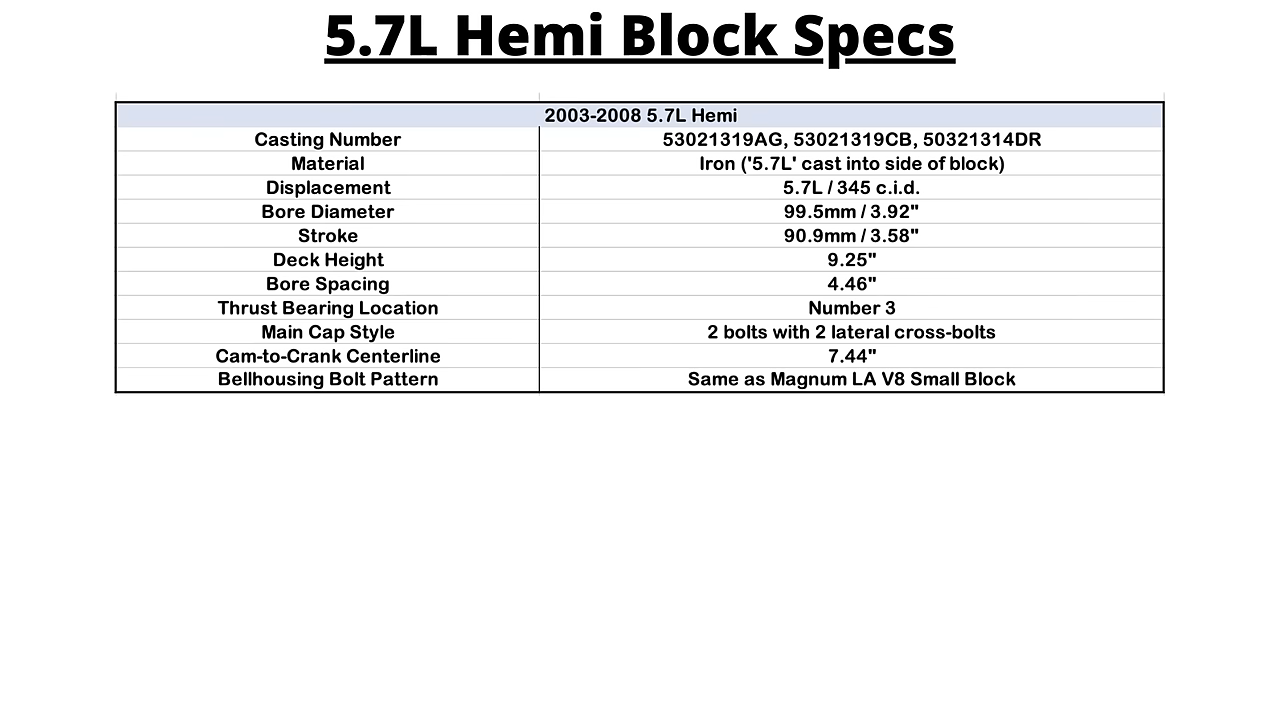 5.7L Hemi Block Specs
2003-2008 5.7L Hemi
Casting Number 53021319AG, 53021319CB, 50321314DR
Material Iron ('5.7L' cast into side of block)
Displacement 5.7L / 345 c.i.d.
Bore Diameter 99.5mm / 3.92"
Stroke 90.9mm / 3.58"
Deck Height 9.25"
Bore Spacing 4.46"
Thrust Bearing Location Number 3
Main Cap Style 2 bolts with 2 lateral cross-bolts
Cam-to-Crank Centerline 7.44"
Bellhousing Bolt Pattern Same as Magnum LA V8 Small Block